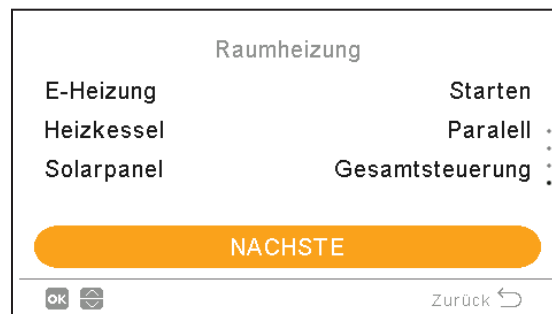 Raumheizung
E-Heizung Starten
Heizkessel Paralell
Solarpanel Gesamtsteuerung
NACHSTE
OK Zurück